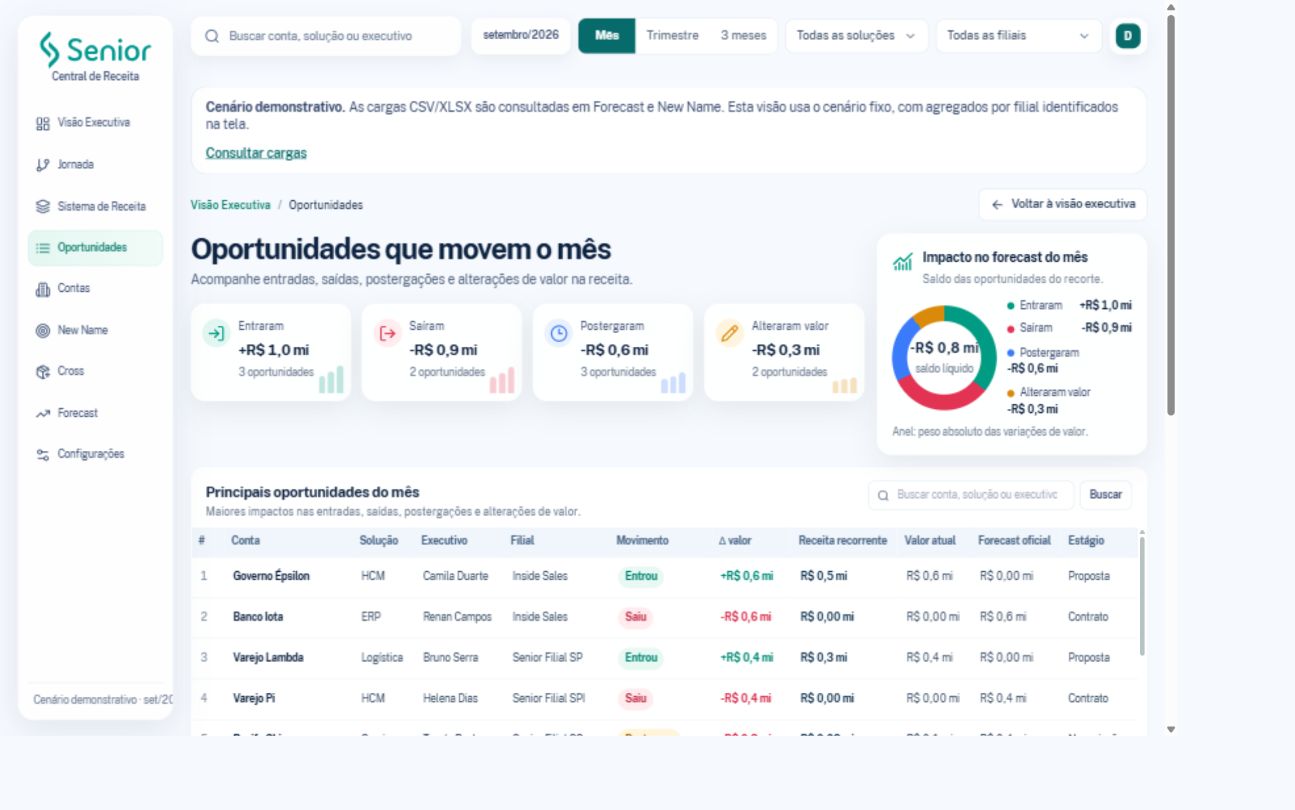 Senior
Central de Receita
Visão Executiva
Jornada
Sistema de Receita
Oportunidades
Contas
New Name
Cross
Forecast
Configurações
Cenário demonstrativo · set/20
Buscar conta, solução ou executivo
setembro/2026
Mês Trimestre 3 meses
Todas as soluções
Todas as filiais
D
Cenário demonstrativo. As cargas CSV/XLSX são consultadas em Forecast e New Name. Esta visão usa o cenário fixo, com agregados por filial identificados
na tela.
Consultar cargas
Visão Executiva / Oportunidades
← Voltar à visão executiva
Oportunidades que movem o mês
Acompanhe entradas, saídas, postergações e alterações de valor na receita.
Entraram
+R$ 1,0 mi
3 oportunidades
Saíram
-R$ 0,9 mi
2 oportunidades
Postergaram
-R$ 0,6 mi
3 oportunidades
Alteraram valor
-R$ 0,3 mi
2 oportunidades
Impacto no forecast do mês
Saldo das oportunidades do recorte.
-R$ 0,8 mi
saldo líquido
Entraram +R$ 1,0 mi
Saíram -R$ 0,9 mi
Postergaram
-R$ 0,6 mi
Alteraram valor
-R$ 0,3 mi
Anel: peso absoluto das variações de valor.
Principais oportunidades do mês
Maiores impactos nas entradas, saídas, postergações e alterações de valor.
Buscar conta, solução ou executivc
Buscar
# Conta Solução Executivo Filial Movimento Δ valor Receita recorrente Valor atual Forecast oficial Estágio
1 Governo Épsilon HCM Camila Duarte Inside Sales Entrou +R$ 0,6 mi R$ 0,5 mi R$ 0,6 mi R$ 0,00 mi Proposta
2 Banco Iota ERP Renan Campos Inside Sales Saiu -R$ 0,6 mi R$ 0,00 mi R$ 0,00 mi R$ 0,6 mi Contrato
3 Varejo Lambda Logística Bruno Serra Senior Filial SP Entrou +R$ 0,4 mi R$ 0,3 mi R$ 0,4 mi R$ 0,00 mi Proposta
4 Varejo Pi HCM Helena Dias Senior Filial SPI Saiu -R$ 0,4 mi R$ 0,00 mi R$ 0,00 mi R$ 0,4 mi Contrato